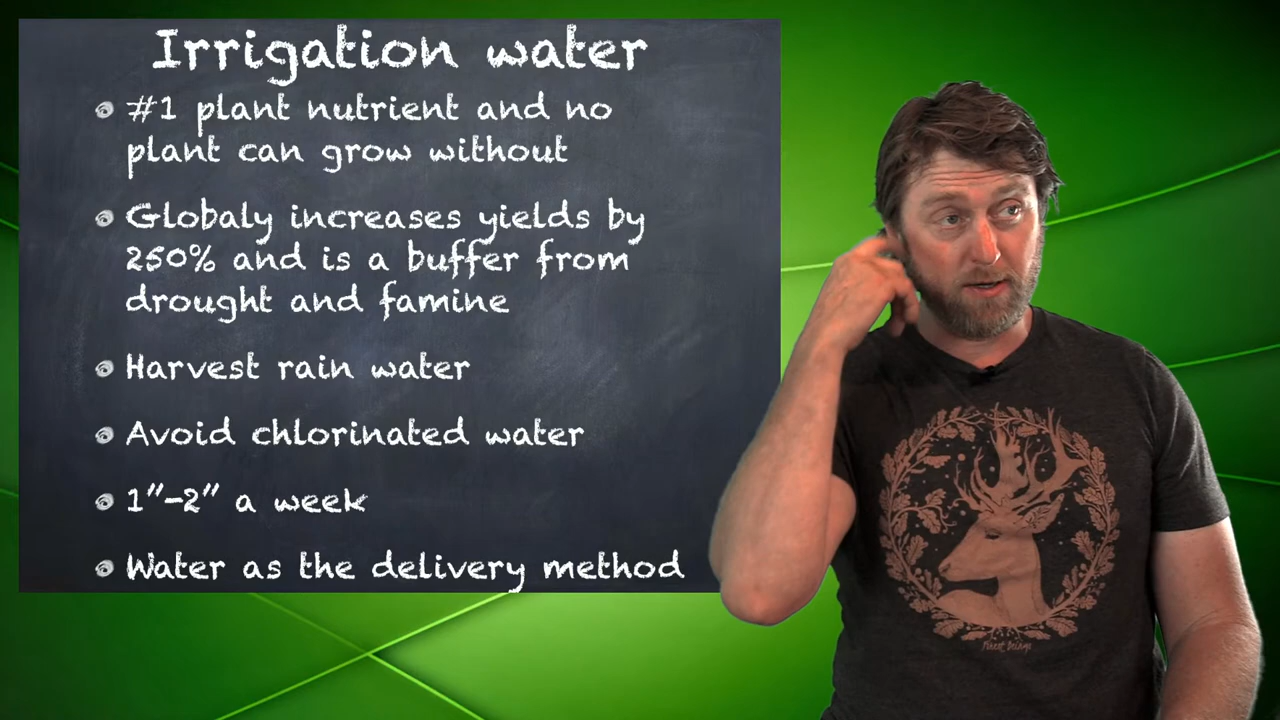 Irrigation water
#1 plant nutrient and no
plant can grow without
Globaly increases yields by
250% and is a buffer from
drought and famine
Harvest rain water
Avoid chlorinated water
1"-2" a week
Water as the delivery method